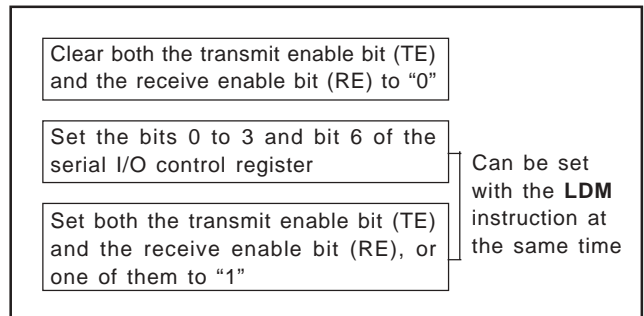 Clear both the transmit enable bit (TE)
and the receive enable bit (RE) to “0”
Set the bits 0 to 3 and bit 6 of the
serial I/O control register
Set both the transmit enable bit (TE)
and the receive enable bit (RE), or
one of them to “1”
Can be set
with the LDM
instruction at
the same time